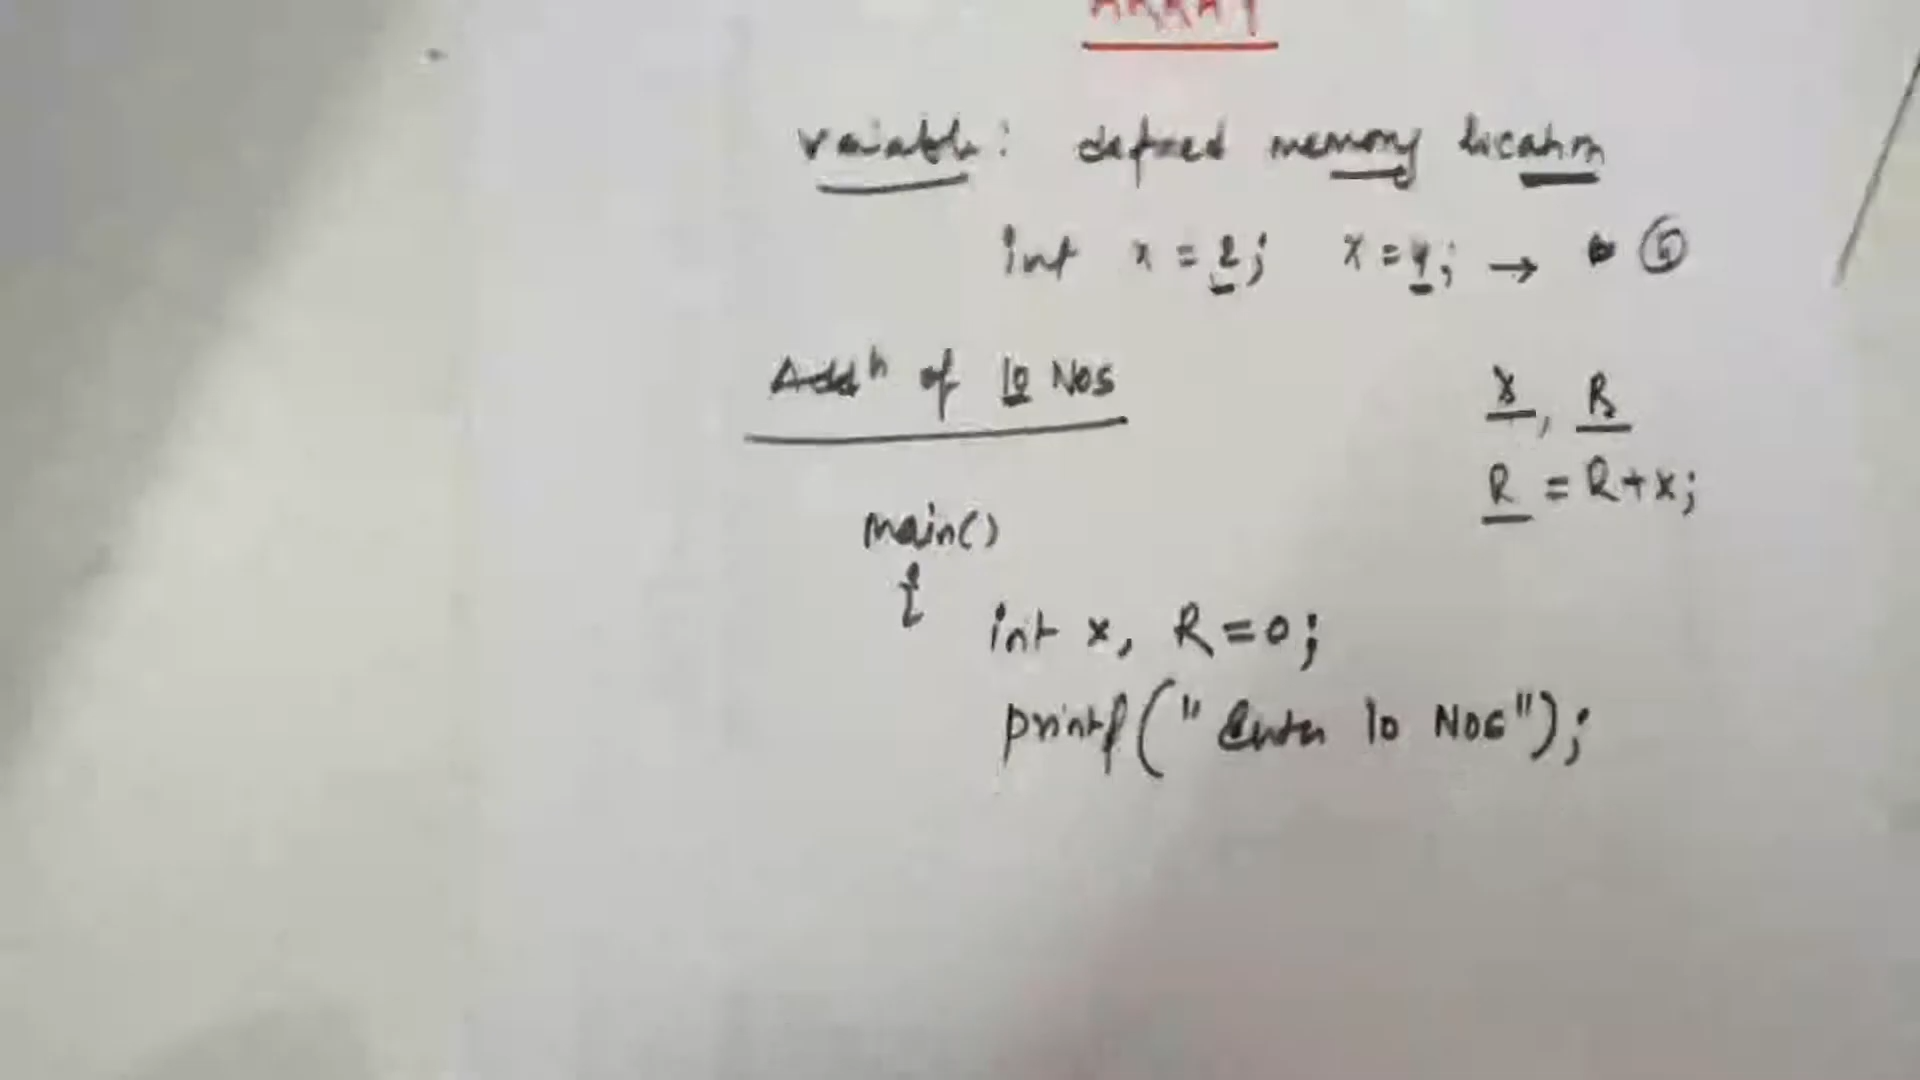 ARRAY
variable: defined memory location
int x = 2; x = 4; → 6
Addn of 10 Nos
x, R
R = R+x;
main()
{
int x, R=0;
printf("Enter 10 Nos");